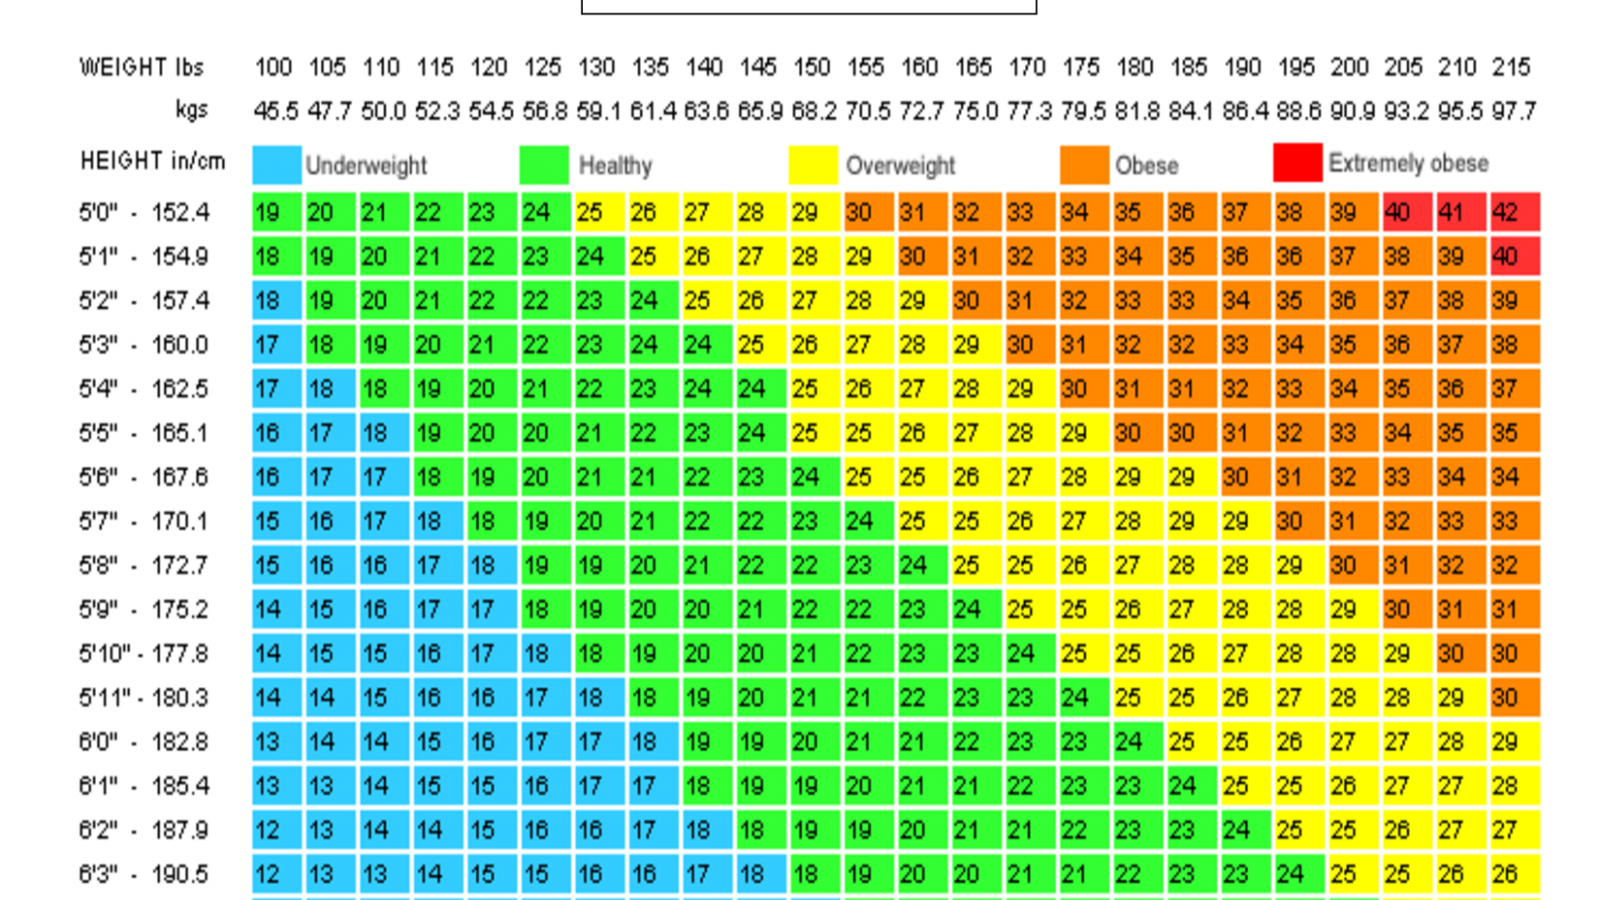 WEIGHT lbs 100 105 110 115 120 125 130 135 140 145 150 155 160 165 170 175 180 185 190 195 200 205 210 215
kgs 45.5 47.7 50.0 52.3 54.5 56.8 59.1 61.4 63.6 65.9 68.2 70.5 72.7 75.0 77.3 79.5 81.8 84.1 86.4 88.6 90.9 93.2 95.5 97.7
HEIGHT in/cm Underweight Healthy Overweight Obese Extremely obese
5'0" - 152.4 19 20 21 22 23 24 25 26 27 28 29 30 31 32 33 34 35 36 37 38 39 40 41 42
5'1" - 154.9 18 19 20 21 22 23 24 25 26 27 28 29 30 31 32 33 34 35 36 36 37 38 39 40
5'2" - 157.4 18 19 20 21 22 22 23 24 25 26 27 28 29 30 31 32 33 33 34 35 36 37 38 39
5'3" - 160.0 17 18 19 20 21 22 23 24 24 25 26 27 28 29 30 31 32 32 33 34 35 36 37 38
5'4" - 162.5 17 18 18 19 20 21 22 23 24 24 25 26 27 28 29 30 31 31 32 33 34 35 36 37
5'5" - 165.1 16 17 18 19 20 20 21 22 23 24 25 25 26 27 28 29 30 30 31 32 33 34 35 35
5'6" - 167.6 16 17 17 18 19 20 21 21 22 23 24 25 25 26 27 28 29 29 30 31 32 33 34 34
5'7" - 170.1 15 16 17 18 18 19 20 21 22 22 23 24 25 25 26 27 28 29 29 30 31 32 33 33
5'8" - 172.7 15 16 16 17 18 19 19 20 21 22 22 23 24 25 25 26 27 28 28 29 30 31 32 32
5'9" - 175.2 14 15 16 17 17 18 19 20 20 21 22 22 23 24 25 25 26 27 28 28 29 30 31 31
5'10" - 177.8 14 15 15 16 17 18 18 19 20 20 21 22 23 23 24 25 25 26 27 28 28 29 30 30
5'11" - 180.3 14 14 15 16 16 17 18 18 19 20 21 21 22 23 23 24 25 25 26 27 28 28 29 30
6'0" - 182.8 13 14 14 15 16 17 17 18 19 19 20 21 21 22 23 23 24 25 25 26 27 27 28 29
6'1" - 185.4 13 13 14 15 15 16 17 17 18 19 19 20 21 21 22 23 23 24 25 25 26 27 27 28
6'2" - 187.9 12 13 14 14 15 16 16 17 18 18 19 19 20 21 21 22 23 23 24 25 25 26 27 27
6'3" - 190.5 12 13 13 14 15 15 16 16 17 18 18 19 20 20 21 21 22 23 23 24 25 25 26 26